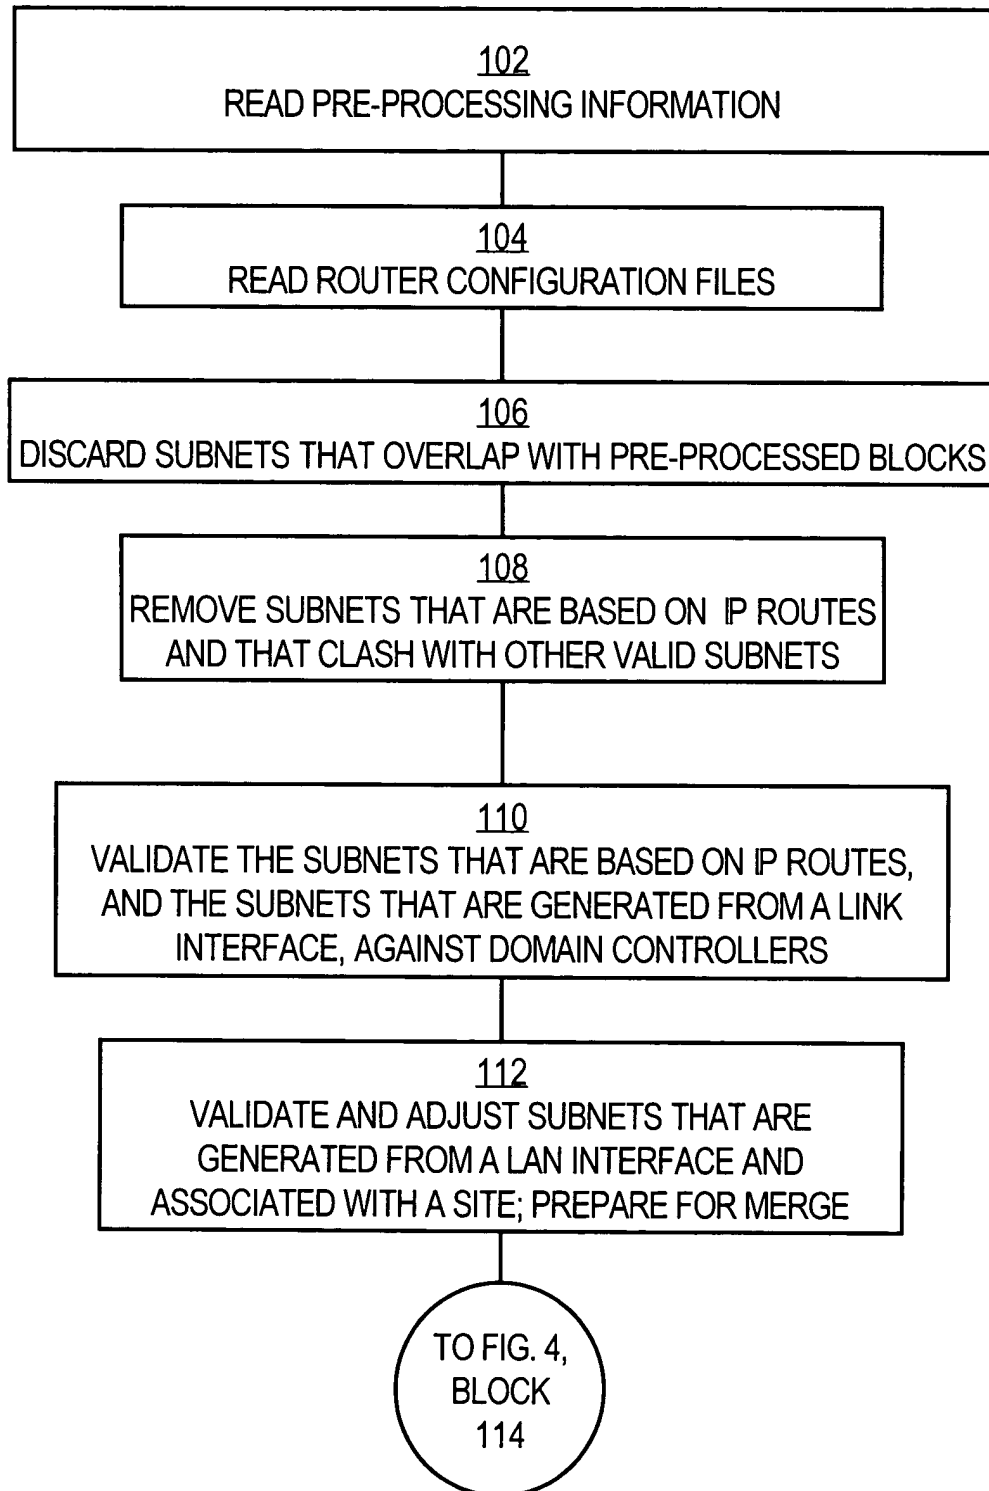 102
READ PRE-PROCESSING INFORMATION
104
READ ROUTER CONFIGURATION FILES
106
DISCARD SUBNETS THAT OVERLAP WITH PRE-PROCESSED BLOCKS
108
REMOVE SUBNETS THAT ARE BASED ON IP ROUTES
AND THAT CLASH WITH OTHER VALID SUBNETS
110
VALIDATE THE SUBNETS THAT ARE BASED ON IP ROUTES,
AND THE SUBNETS THAT ARE GENERATED FROM A LINK
INTERFACE, AGAINST DOMAIN CONTROLLERS
112
VALIDATE AND ADJUST SUBNETS THAT ARE
GENERATED FROM A LAN INTERFACE AND
ASSOCIATED WITH A SITE; PREPARE FOR MERGE
TO FIG. 4,
BLOCK
114